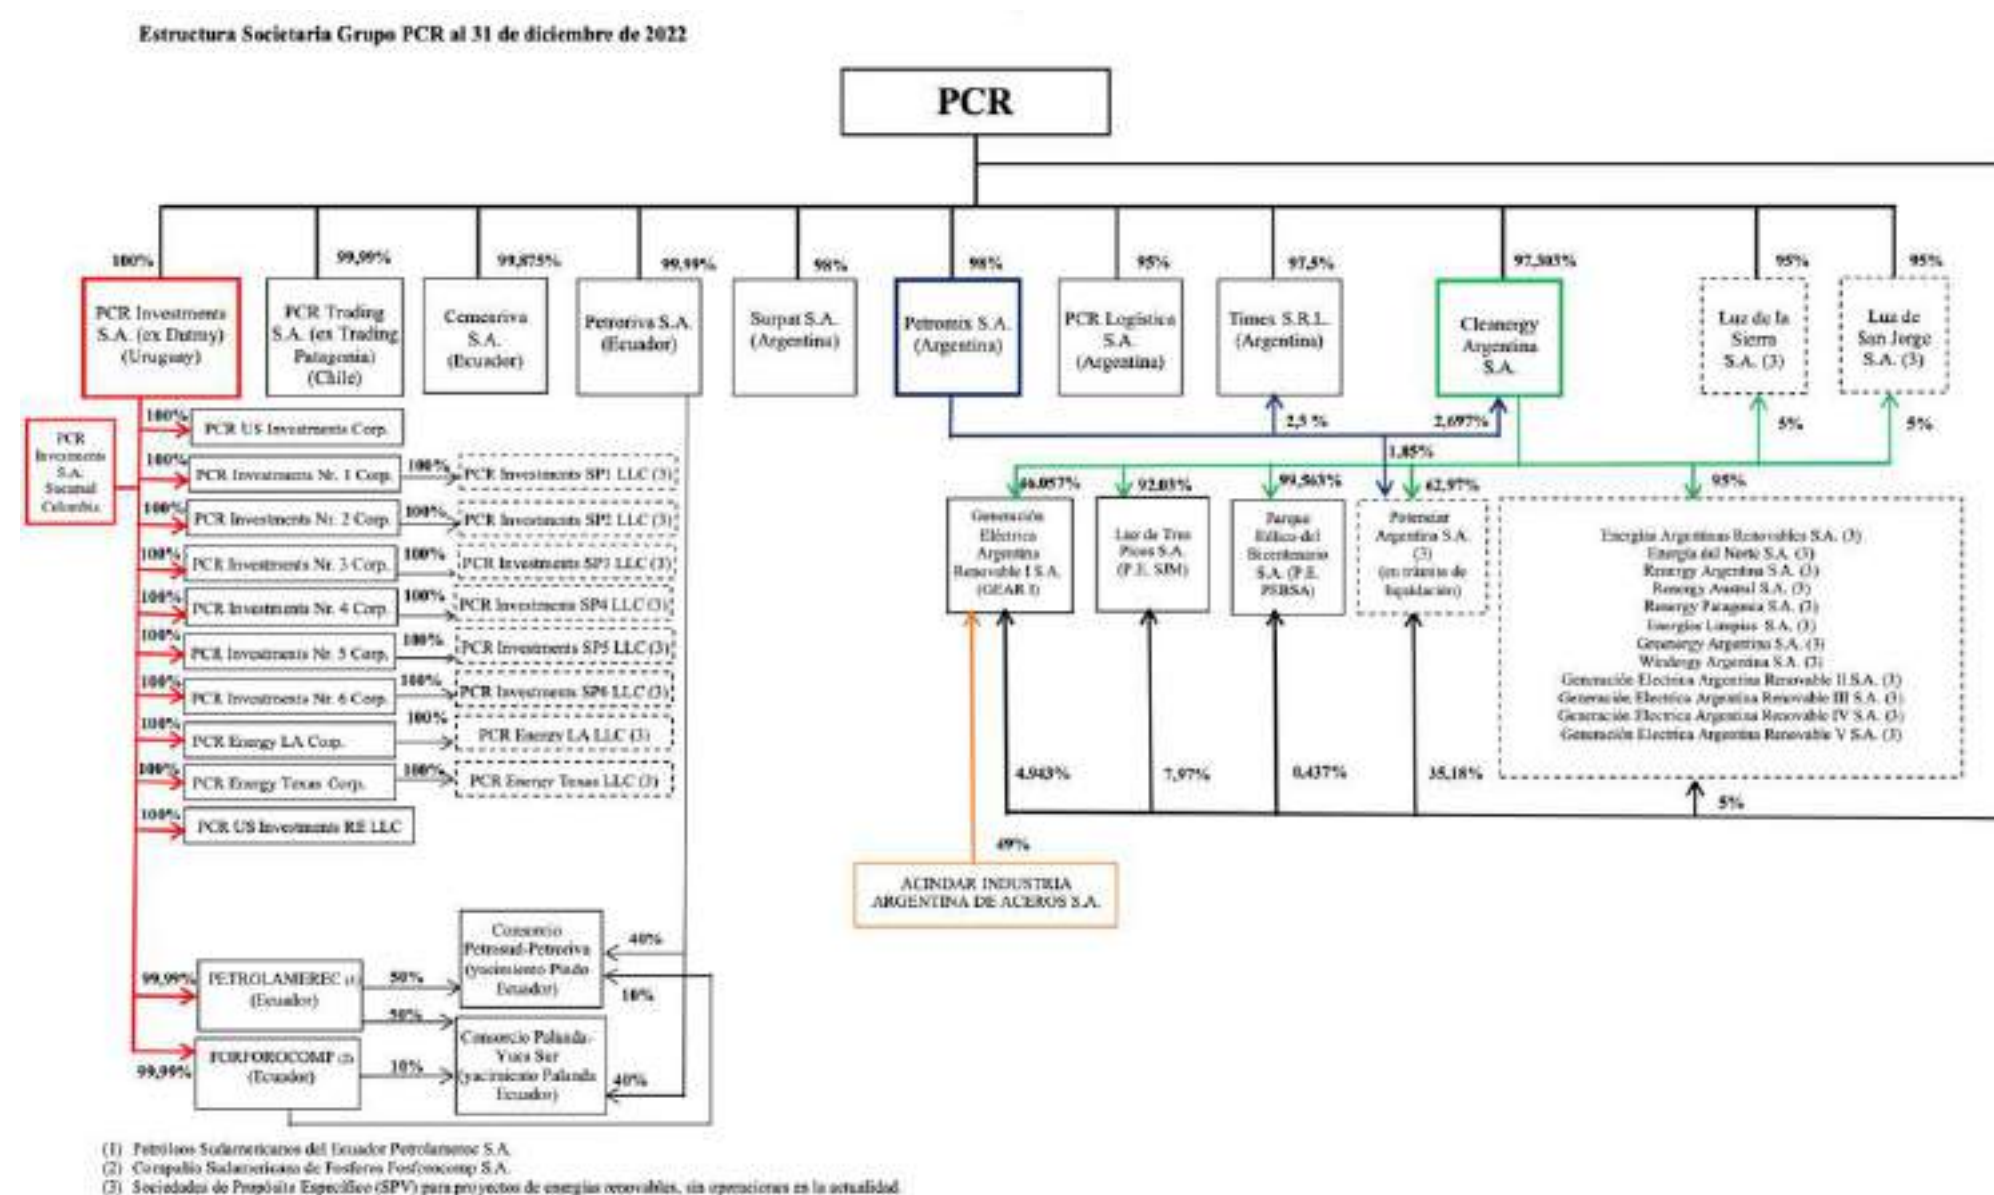 Estructura Societaria Grupo PCR al 31 de diciembre de 2022
PCR
100%
99,99%
99,875%
99,99%
98%
98%
95%
97,5%
97,303%
95%
95%
PCR Investments
S.A. (ex Dutmy)
(Uruguay)
PCR Trading
S.A. (ex Trading
Patagonia)
(Chile)
Cementriva
S.A.
(Ecuador)
Petroriva S.A.
(Ecuador)
Surpat S.A.
(Argentina)
Petromix S.A.
(Argentina)
PCR Logística
S.A.
(Argentina)
Timex S.R.L.
(Argentina)
Cleanergy
Argentina
S.A.
Luz de la
Sierra
S.A. (3)
Luz de
San Jorge
S.A. (3)
2,5 %
2,697%
5%
5%
1,85%
PCR
Investments
S.A.
Sucursal
Colombia
100%
PCR US Investments Corp.
100%
PCR Investments Nr. 1 Corp.
100%
PCR Investments SP1 LLC (3)
100%
PCR Investments Nr. 2 Corp.
100%
PCR Investments SP2 LLC (3)
100%
PCR Investments Nr. 3 Corp.
100%
PCR Investments SP3 LLC (3)
100%
PCR Investments Nr. 4 Corp.
100%
PCR Investments SP4 LLC (3)
100%
PCR Investments Nr. 5 Corp.
100%
PCR Investments SP5 LLC (3)
100%
PCR Investments Nr. 6 Corp.
100%
PCR Investments SP6 LLC (3)
100%
PCR Energy LA Corp.
100%
PCR Energy LA LLC (3)
100%
PCR Energy Texas Corp.
100%
PCR Energy Texas LLC (3)
100%
PCR US Investments RE LLC
46,057%
92,03%
99,563%
62,97%
95%
Generación
Eléctrica
Argentina
Renovable I S.A.
(GEAR I)
Luz de Tres
Picos S.A.
(P.E. SJM)
Parque
Eólico del
Bicentenario
S.A. (P.E.
PEBSA)
Potenciar
Argentina S.A.
(3)
(en trámite de
liquidación)
Energías Argentinas Renovables S.A. (3)
Energía del Norte S.A. (3)
Renergy Argentina S.A. (3)
Renergy Austral S.A. (3)
Renergy Patagonia S.A. (3)
Energías Limpias S.A. (3)
Greenergy Argentina S.A. (3)
Windergy Argentina S.A. (3)
Generación Electrica Argentina Renovable II S.A. (3)
Generación Electrica Argentina Renovable III S.A. (3)
Generación Electrica Argentina Renovable IV S.A. (3)
Generación Electrica Argentina Renovable V S.A. (3)
4,943%
7,97%
0,437%
35,18%
5%
49%
ACINDAR INDUSTRIA
ARGENTINA DE ACEROS S.A.
99,99%
PETROLAMEREC (1)
(Ecuador)
50%
50%
Consorcio
Petrosud-Petroriva
(yacimiento Pindo
Ecuador)
40%
10%
99,99%
FORFOROCOMP (2)
(Ecuador)
10%
Consorcio Palanda-
Yuca Sur
(yacimiento Palanda
Ecuador)
40%
(1) Petróleos Sudamericanos del Ecuador Petrolamerec S.A.
(2) Compañía Sudamericana de Fosforos Fosforocomp S.A.
(3) Sociedades de Propósito Específico (SPV) para proyectos de energías renovables, sin operaciones en la actualidad.